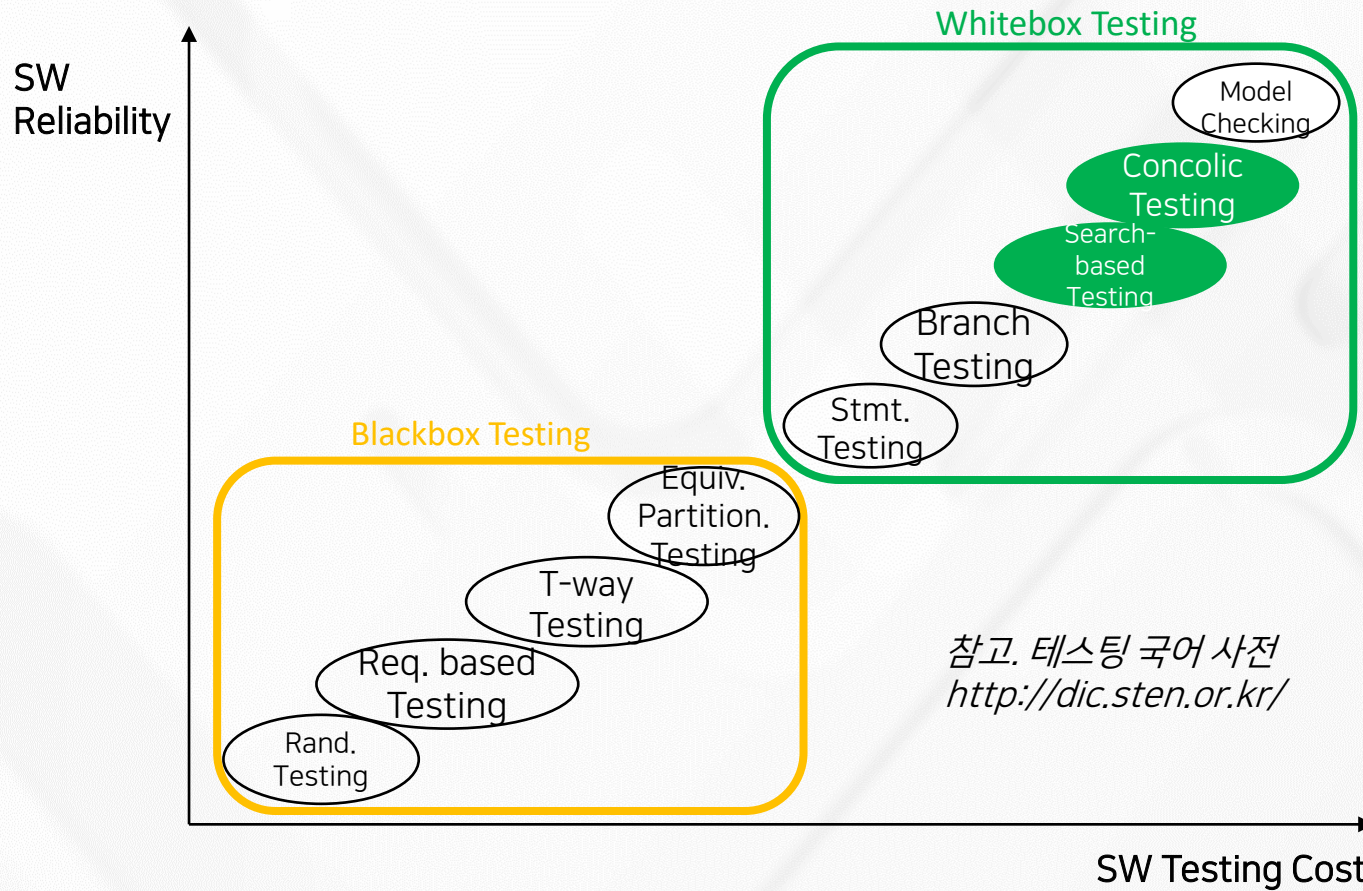 Whitebox Testing
SW
Reliability
Model
Checking
Concolic
Testing
Search-
based
Testing
Branch
Testing
Stmt.
Testing
Blackbox Testing
Equiv.
Partition.
Testing
T-way
Testing
Req. based
Testing
Rand.
Testing
참고. 테스팅 국어 사전
http://dic.sten.or.kr/
SW Testing Cost